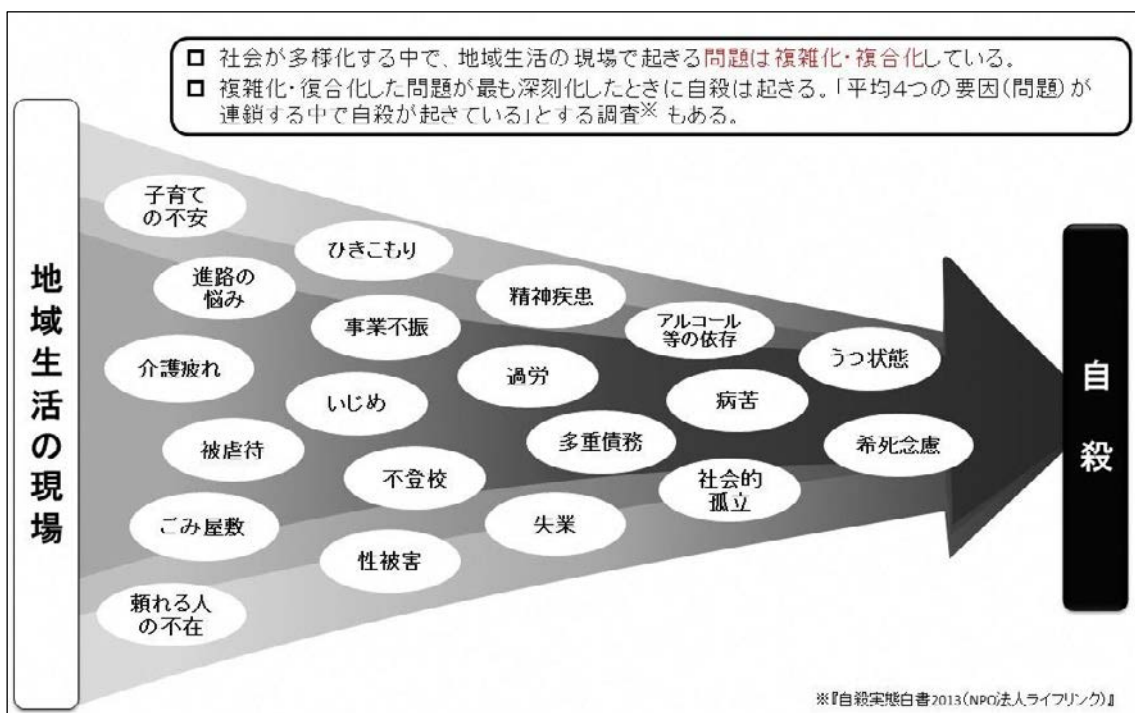 □ 社会が多様化する中で、地域生活の現場で起きる問題は複雑化・複合化している。
□ 複雑化・復合化した問題が最も深刻化したときに自殺は起きる。「平均4つの要因(問題)が
連鎖する中で自殺が起きている」とする調査※ もある。
地域生活の現場
子育て
の不安
進路の
悩み
介護疲れ
被虐待
ごみ屋敷
頼れる人
の不在
ひきこもり
事業不振
いじめ
不登校
性被害
精神疾患
過労
多重債務
失業
アルコール
等の依存
病苦
社会的
孤立
うつ状態
希死念慮
自殺
※『自殺実態白書2013(NPO法人ライフリンク)』